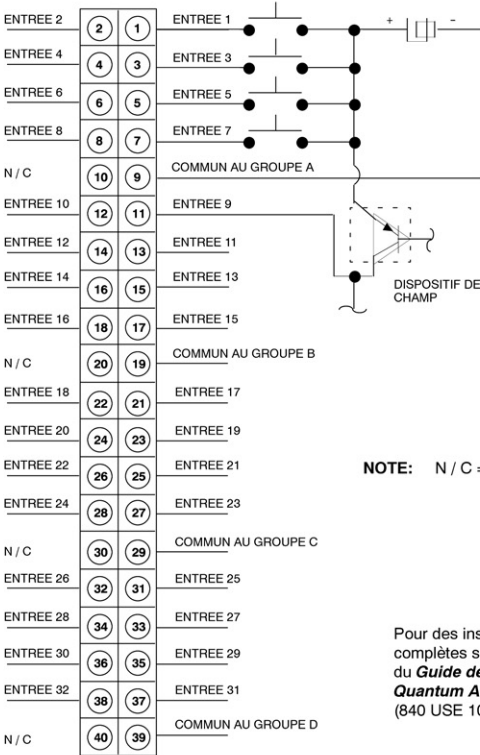 ENTREE 2 2 1 ENTREE 1 + -
ENTREE 4 4 3 ENTREE 3
ENTREE 6 6 5 ENTREE 5
ENTREE 8 8 7 ENTREE 7
N / C 10 9 COMMUN AU GROUPE A
ENTREE 10 12 11 ENTREE 9
ENTREE 12 14 13 ENTREE 11
ENTREE 14 16 15 ENTREE 13
DISPOSITIF DE
CHAMP
ENTREE 16 18 17 ENTREE 15
N / C 20 19 COMMUN AU GROUPE B
ENTREE 18 22 21 ENTREE 17
ENTREE 20 24 23 ENTREE 19
ENTREE 22 26 25 ENTREE 21
NOTE: N / C =
ENTREE 24 28 27 ENTREE 23
N / C 30 29 COMMUN AU GROUPE C
ENTREE 26 32 31 ENTREE 25
ENTREE 28 34 33 ENTREE 27
ENTREE 30 36 35 ENTREE 29
ENTREE 32 38 37 ENTREE 31
N / C 40 39 COMMUN AU GROUPE D
Pour des ins
complètes s
du Guide de
Quantum A
(840 USE 10